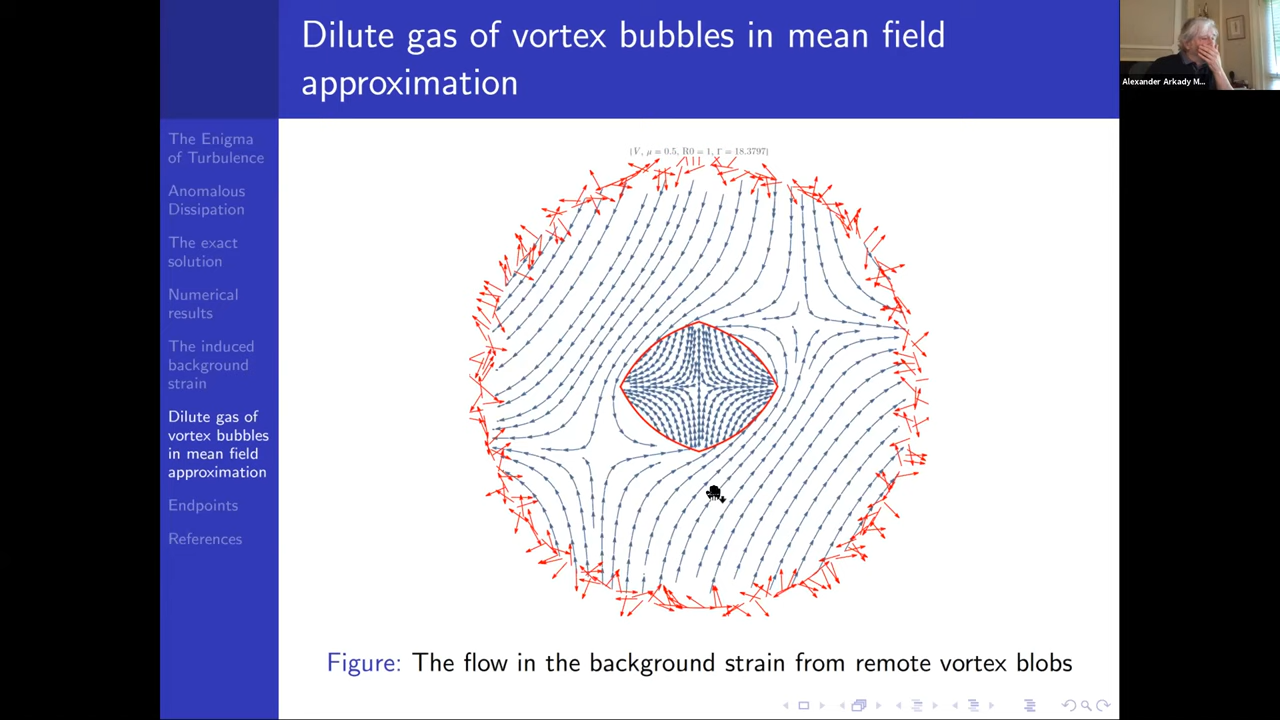 Dilute gas of vortex bubbles in mean field
approximation
Alexander Arkady M...
The Enigma
of Turbulence
Anomalous
Dissipation
The exact
solution
Numerical
results
The induced
background
strain
Dilute gas of
vortex bubbles
in mean field
approximation
Endpoints
References
{V, μ = 0.5, R0 = 1, Γ = 18.3797}
Figure: The flow in the background strain from remote vortex blobs